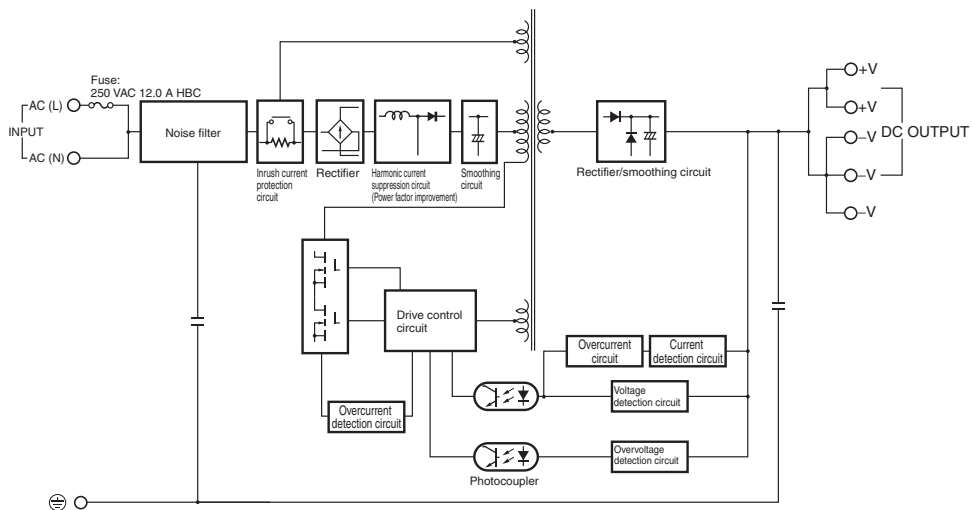 Fuse:
250 VAC 12.0 A HBC
AC (L)
INPUT
AC (N)
Noise filter
Inrush current
protection
circuit
Rectifier
Harmonic current
suppression circuit
(Power factor improvement)
Smoothing
circuit
Rectifier/smoothing circuit
+V
+V
–V
DC OUTPUT
–V
–V
Drive control
circuit
Overcurrent
detection circuit
Overcurrent
circuit
Current
detection circuit
Voltage
detection circuit
Overvoltage
detection circuit
Photocoupler